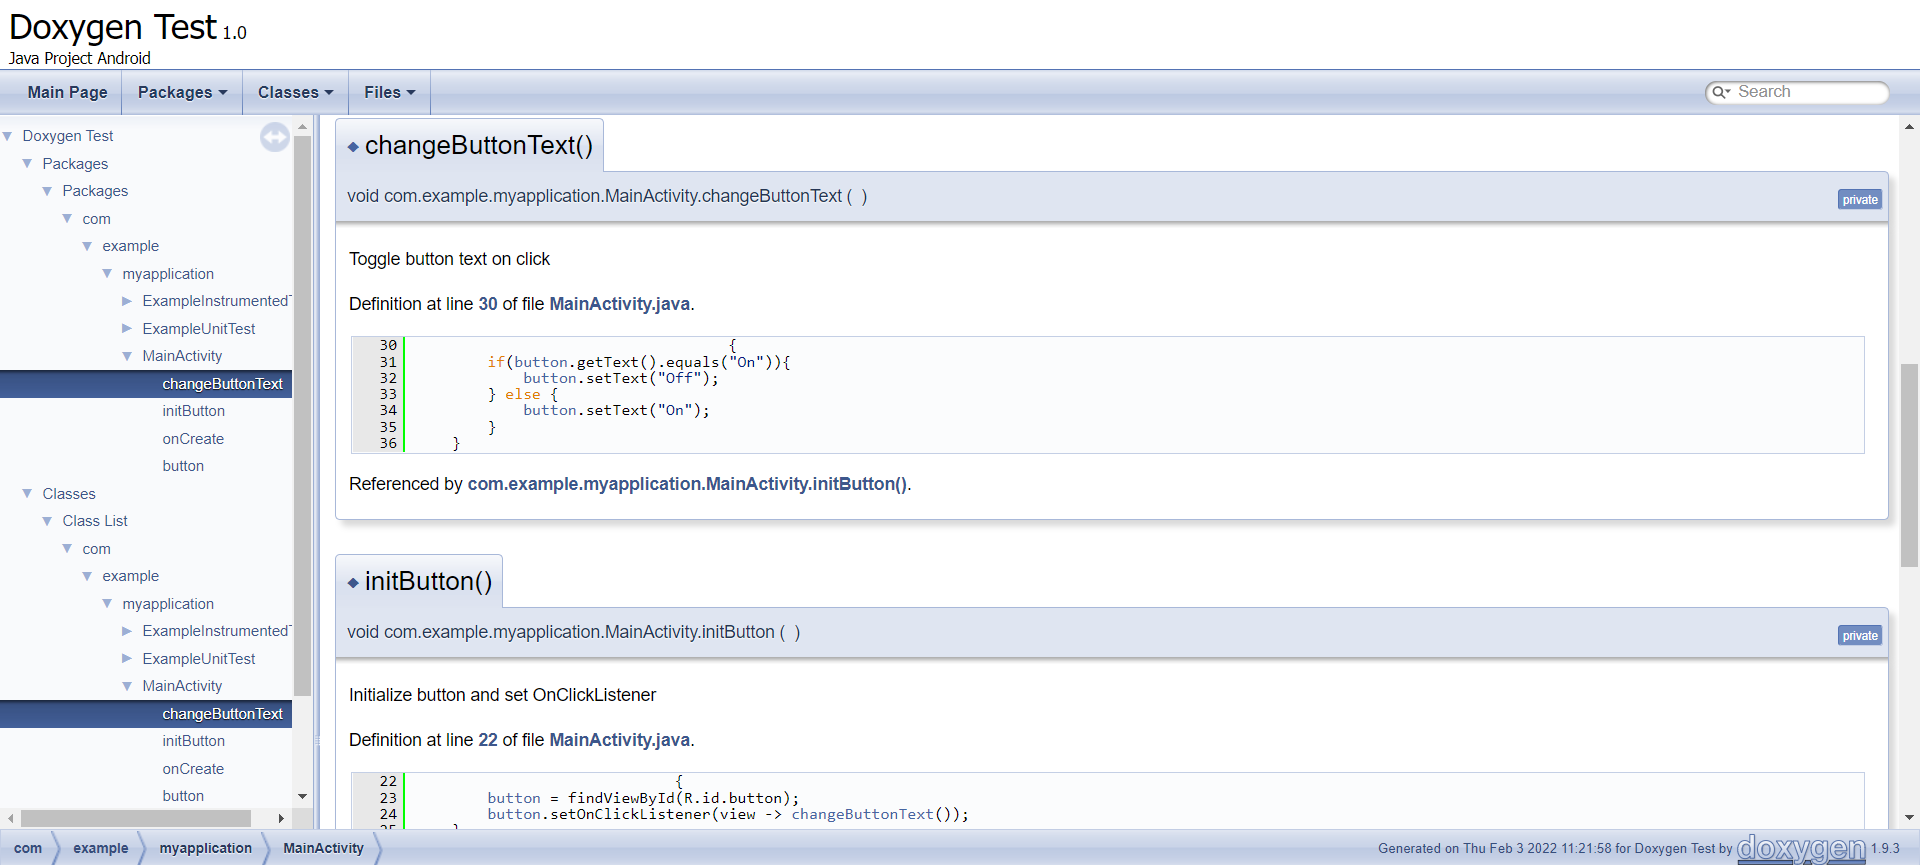 Doxygen Test 1.0
Java Project Android
Main Page Packages Classes Files Search
Doxygen Test
Packages
Packages
com
example
myapplication
ExampleInstrumentedT
ExampleUnitTest
MainActivity
changeButtonText
initButton
onCreate
button
Classes
Class List
com
example
myapplication
ExampleInstrumentedT
ExampleUnitTest
MainActivity
changeButtonText
initButton
onCreate
button
◆ changeButtonText()
void com.example.myapplication.MainActivity.changeButtonText ( )
private
Toggle button text on click
Definition at line 30 of file MainActivity.java.
30 {
31 if(button.getText().equals("On")){
32 button.setText("Off");
33 } else {
34 button.setText("On");
35 }
36 }
Referenced by com.example.myapplication.MainActivity.initButton().
◆ initButton()
void com.example.myapplication.MainActivity.initButton ( )
private
Initialize button and set OnClickListener
Definition at line 22 of file MainActivity.java.
22 {
23 button = findViewById(R.id.button);
24 button.setOnClickListener(view -> changeButtonText());
25 }
com example myapplication MainActivity
Generated on Thu Feb 3 2022 11:21:58 for Doxygen Test by doxygen 1.9.3